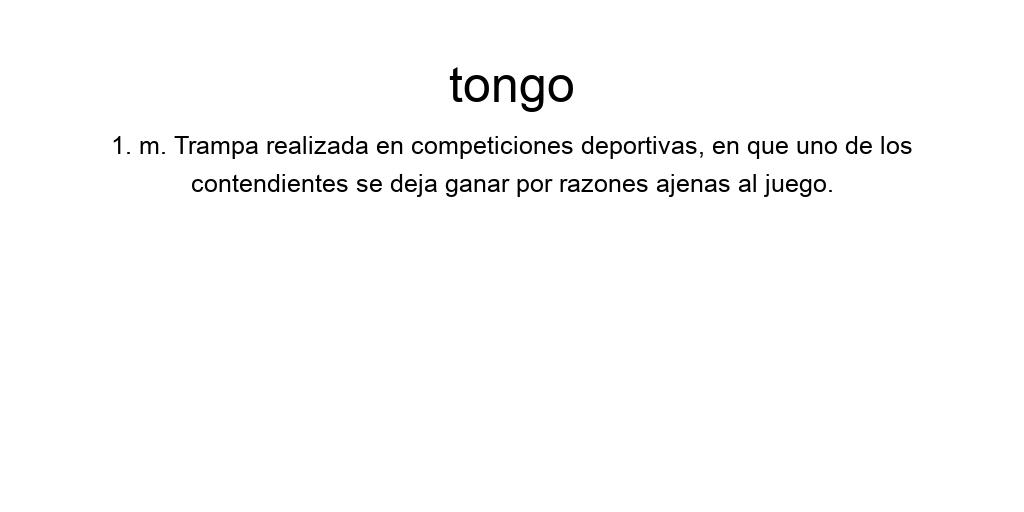 tongo
1. m. Trampa realizada en competiciones deportivas, en que uno de los
contendientes se deja ganar por razones ajenas al juego.